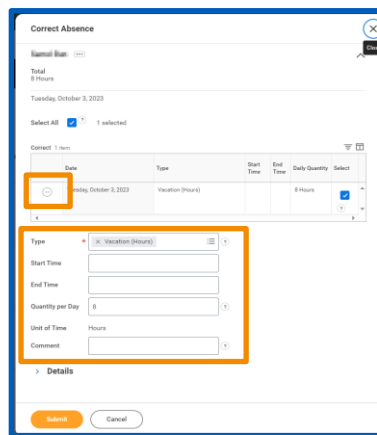 Correct Absence
Total
8 Hours
Tuesday, October 3, 2023
Select All 1 selected
Correct 1 item
Date Type Start Time End Time Daily Quantity Select
Tuesday, October 3, 2023 Vacation (Hours) 8 Hours
Type * × Vacation (Hours)
Start Time
End Time
Quantity per Day 8
Unit of Time Hours
Comment
> Details
Submit Cancel